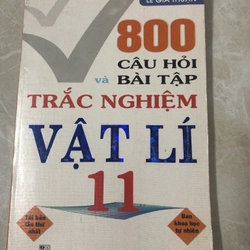 LÊ GIA THUẬN
800
CÂU HỎI
và BÀI TẬP
TRẮC NGHIỆM
VẬT LÍ
11
Tái bản
lần thứ
nhất
Ban
khoa học
tự nhiên